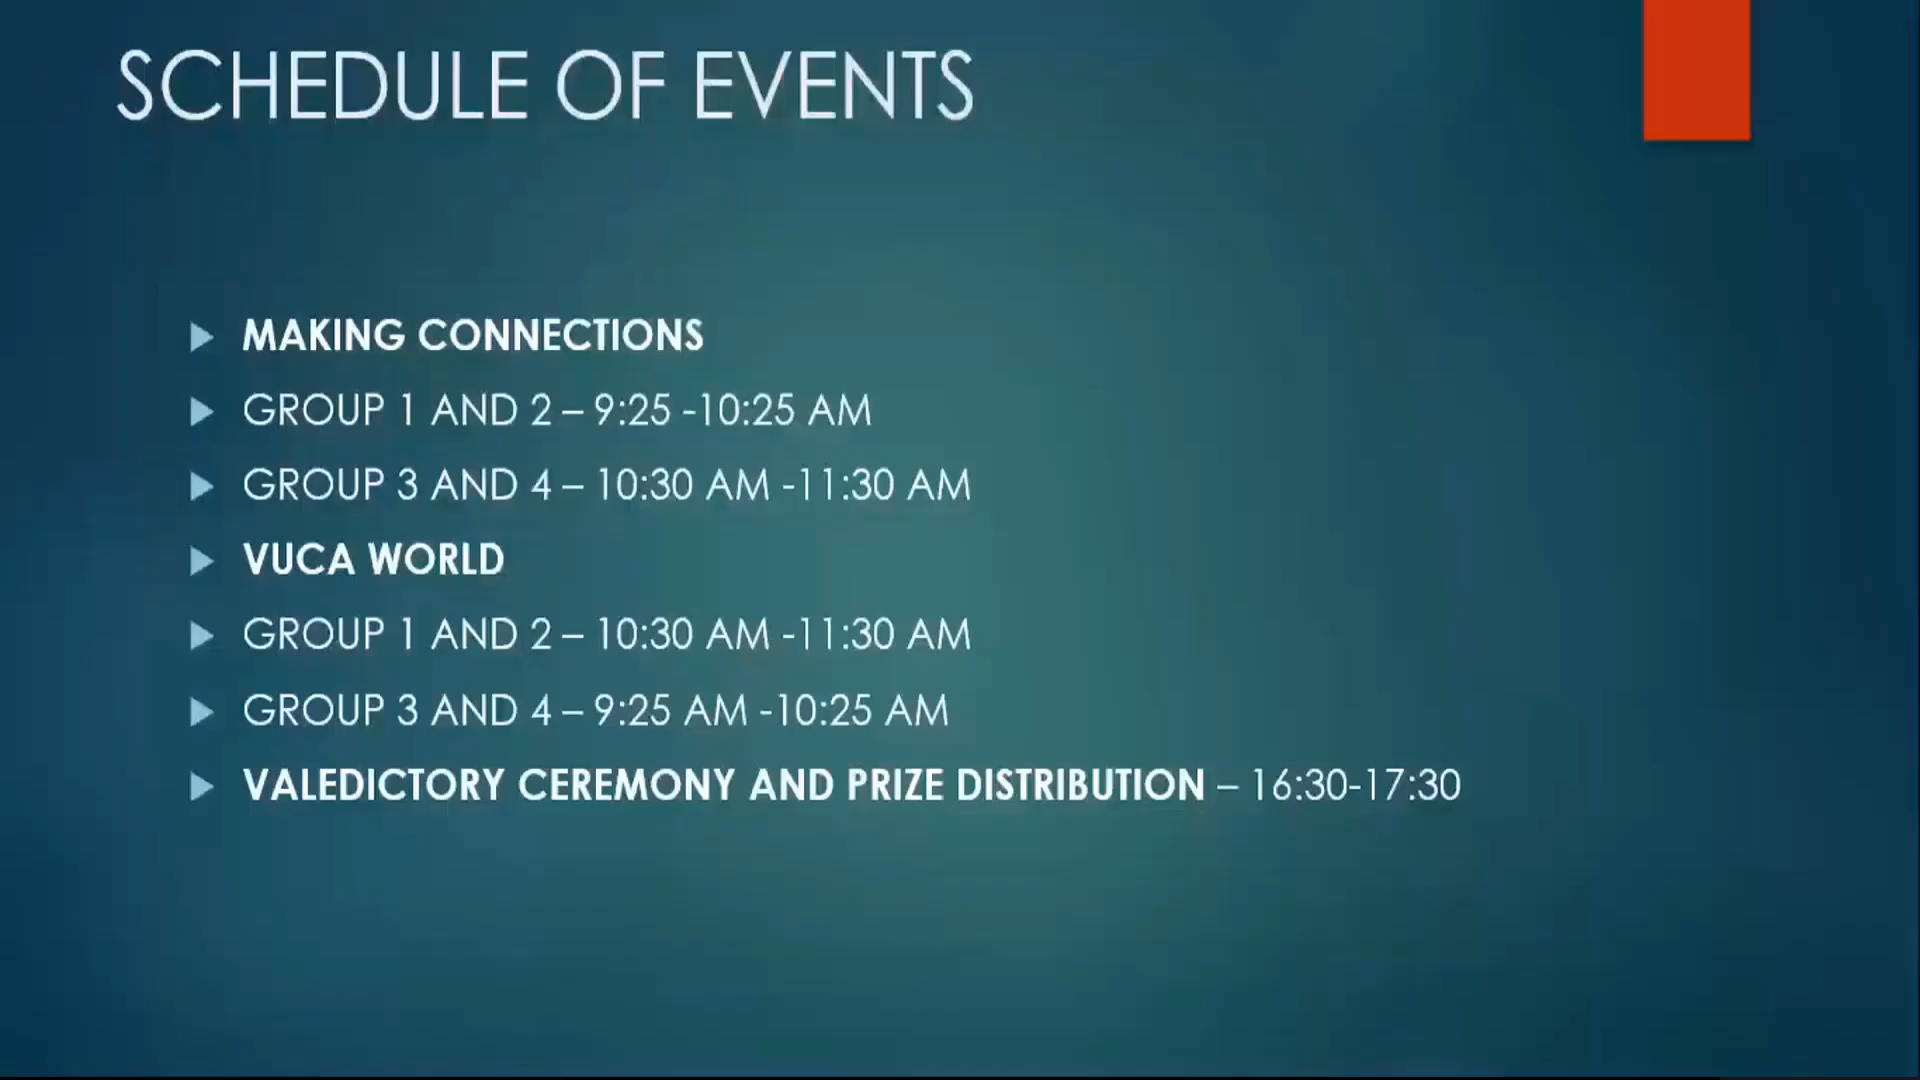 SCHEDULE OF EVENTS
MAKING CONNECTIONS
GROUP 1 AND 2 – 9:25 -10:25 AM
GROUP 3 AND 4 – 10:30 AM -11:30 AM
VUCA WORLD
GROUP 1 AND 2 – 10:30 AM -11:30 AM
GROUP 3 AND 4 – 9:25 AM -10:25 AM
VALEDICTORY CEREMONY AND PRIZE DISTRIBUTION – 16:30-17:30